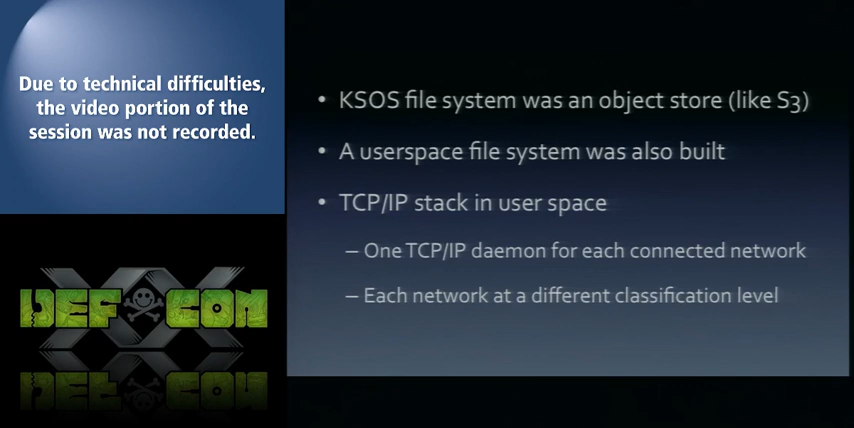 Due to technical difficulties,
the video portion of the
session was not recorded.
DEF CON
XX
• KSOS file system was an object store (like S3)
• A userspace file system was also built
• TCP/IP stack in user space
– One TCP/IP daemon for each connected network
– Each network at a different classification level